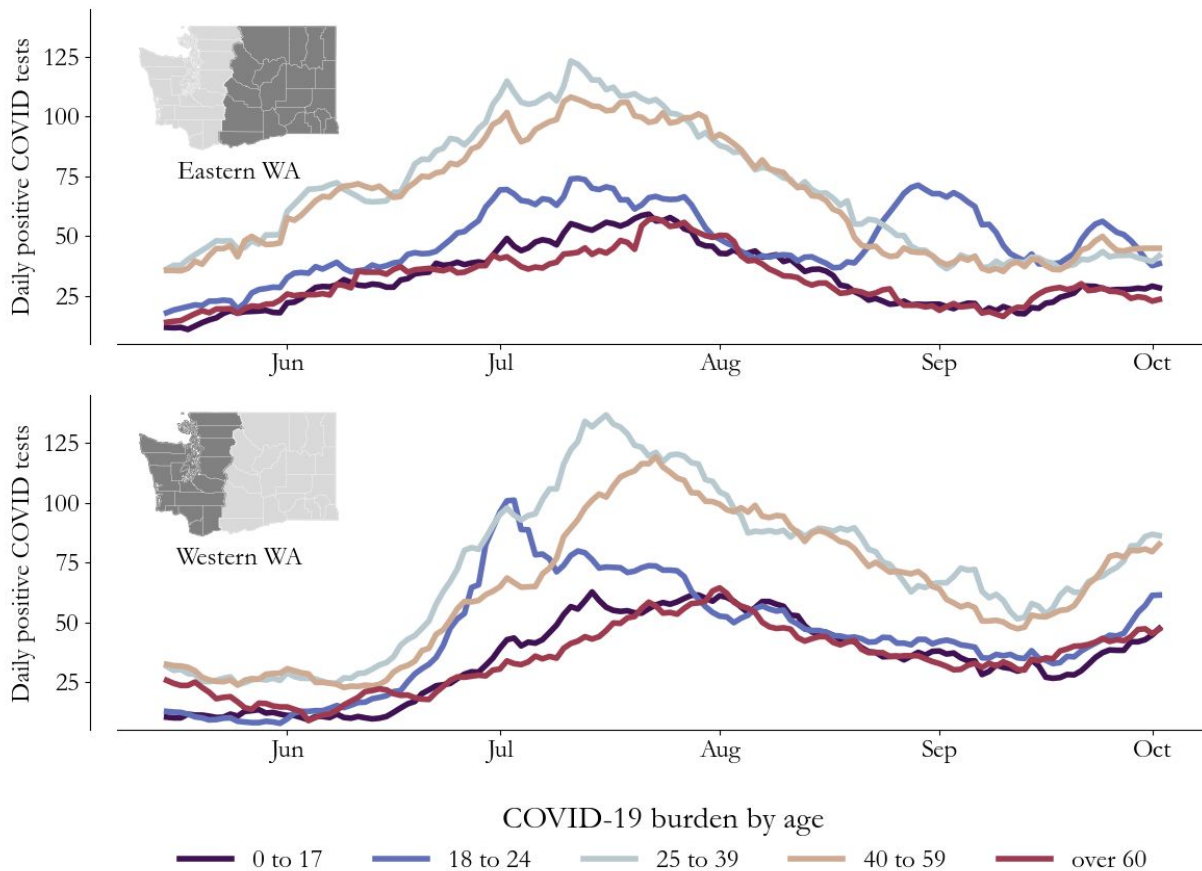 Daily positive COVID tests
125
100
75
50
25
Eastern WA
Jun Jul Aug Sep Oct
Daily positive COVID tests
125
100
75
50
25
Western WA
Jun Jul Aug Sep Oct
COVID-19 burden by age
0 to 17 18 to 24 25 to 39 40 to 59 over 60